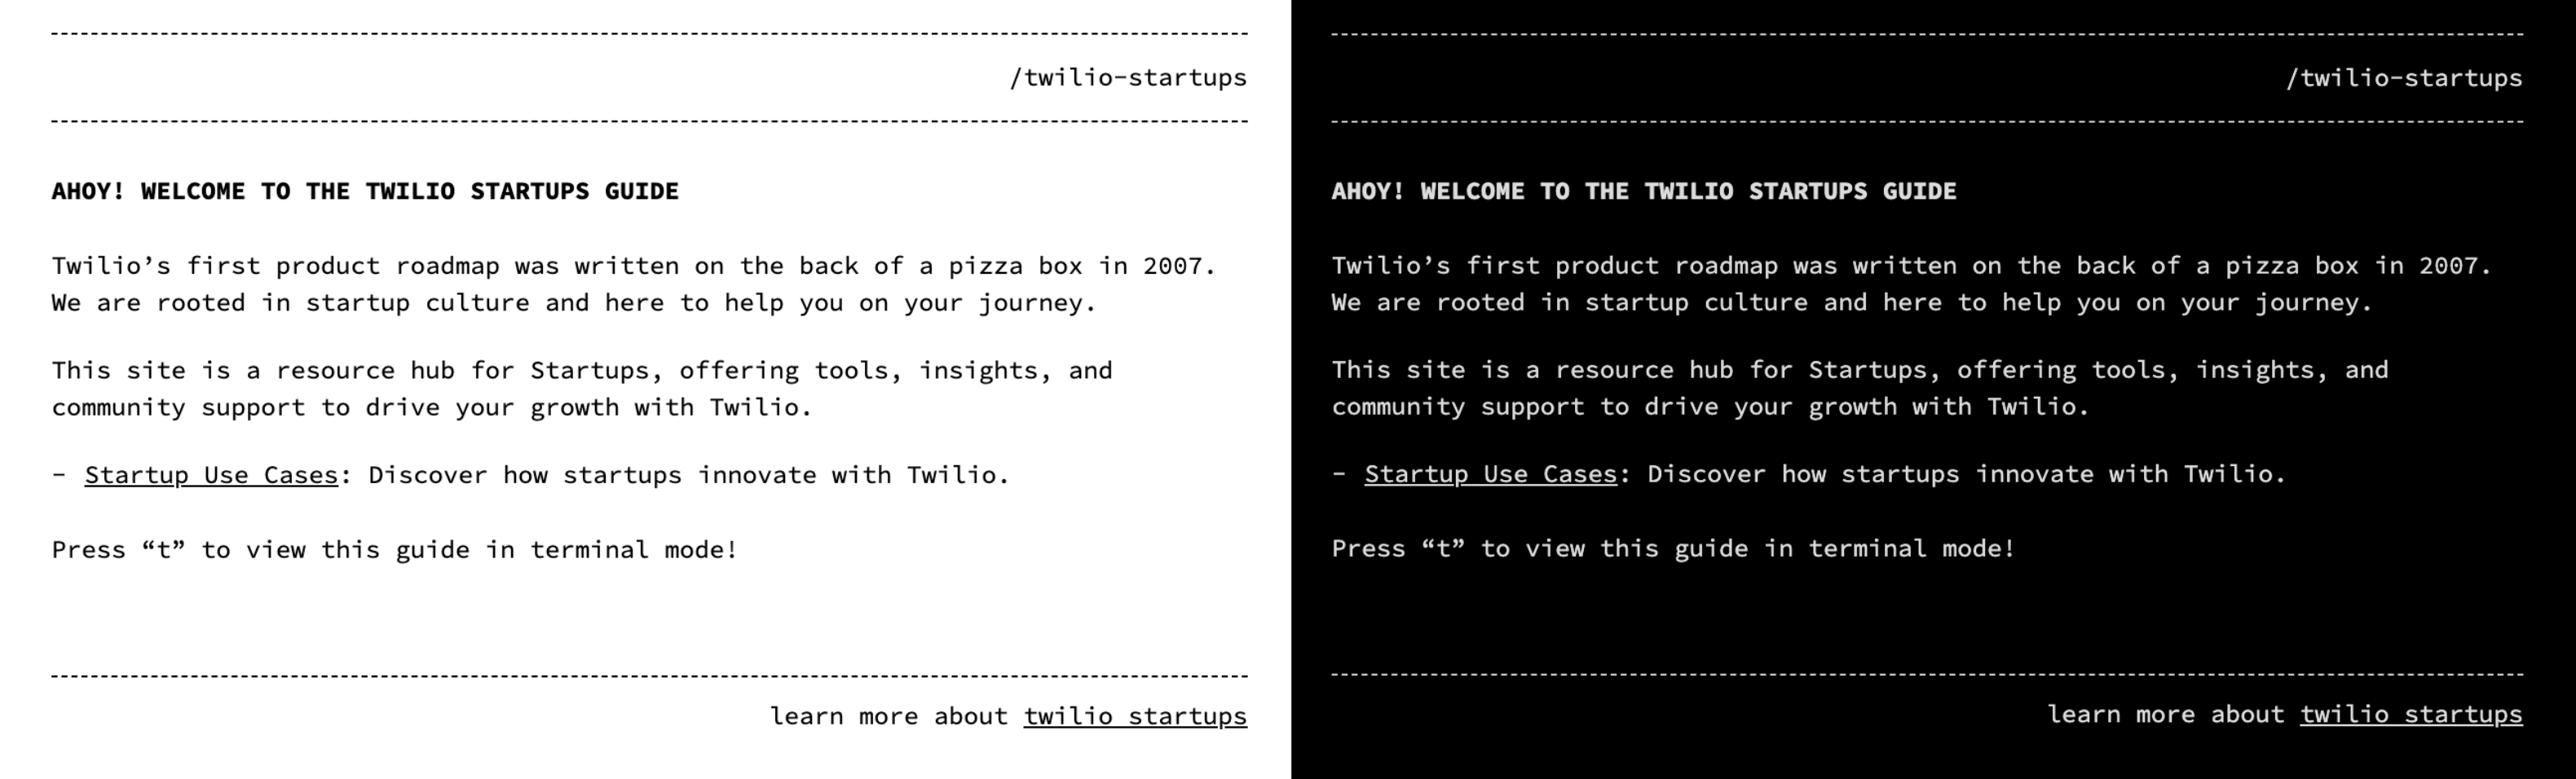 /twilio-startups
AHOY! WELCOME TO THE TWILIO STARTUPS GUIDE
Twilio’s first product roadmap was written on the back of a pizza box in 2007.
We are rooted in startup culture and here to help you on your journey.
This site is a resource hub for Startups, offering tools, insights, and
community support to drive your growth with Twilio.
– Startup Use Cases: Discover how startups innovate with Twilio.
Press “t” to view this guide in terminal mode!
learn more about twilio startups
/twilio-startups
AHOY! WELCOME TO THE TWILIO STARTUPS GUIDE
Twilio’s first product roadmap was written on the back of a pizza box in 2007.
We are rooted in startup culture and here to help you on your journey.
This site is a resource hub for Startups, offering tools, insights, and
community support to drive your growth with Twilio.
– Startup Use Cases: Discover how startups innovate with Twilio.
Press “t” to view this guide in terminal mode!
learn more about twilio startups